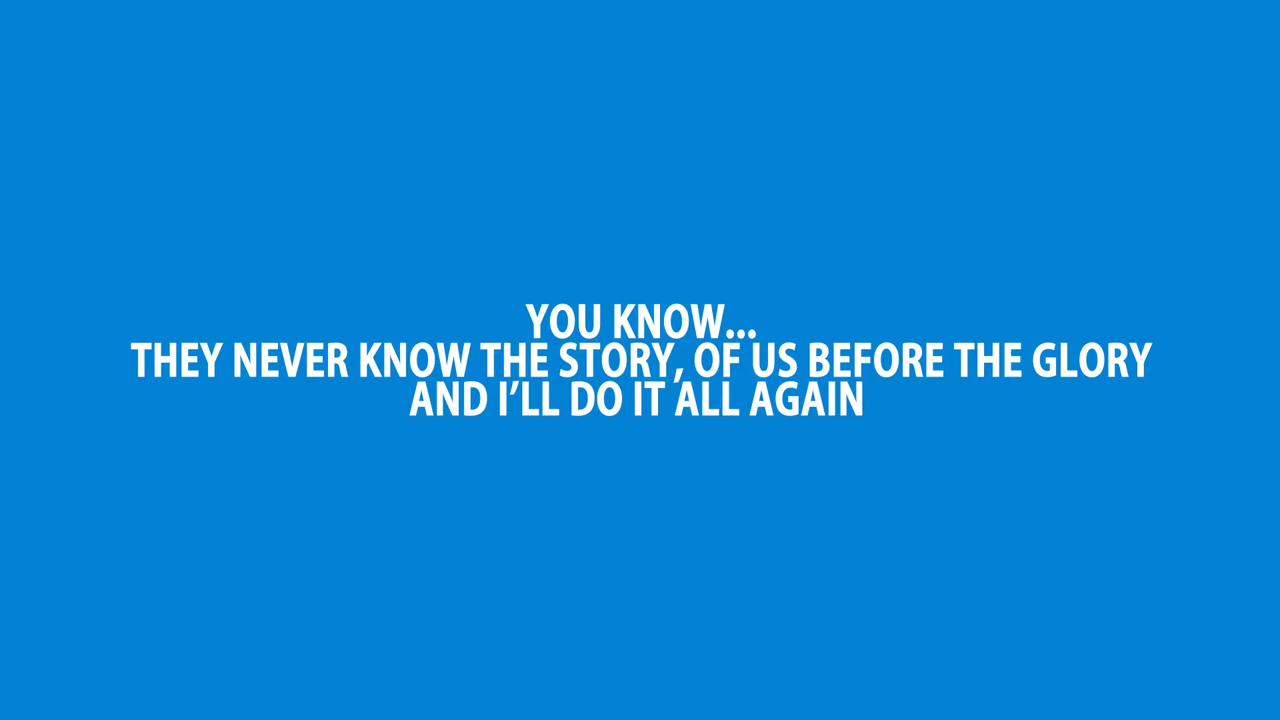 YOU KNOW...
THEY NEVER KNOW THE STORY, OF US BEFORE THE GLORY
AND I’LL DO IT ALL AGAIN